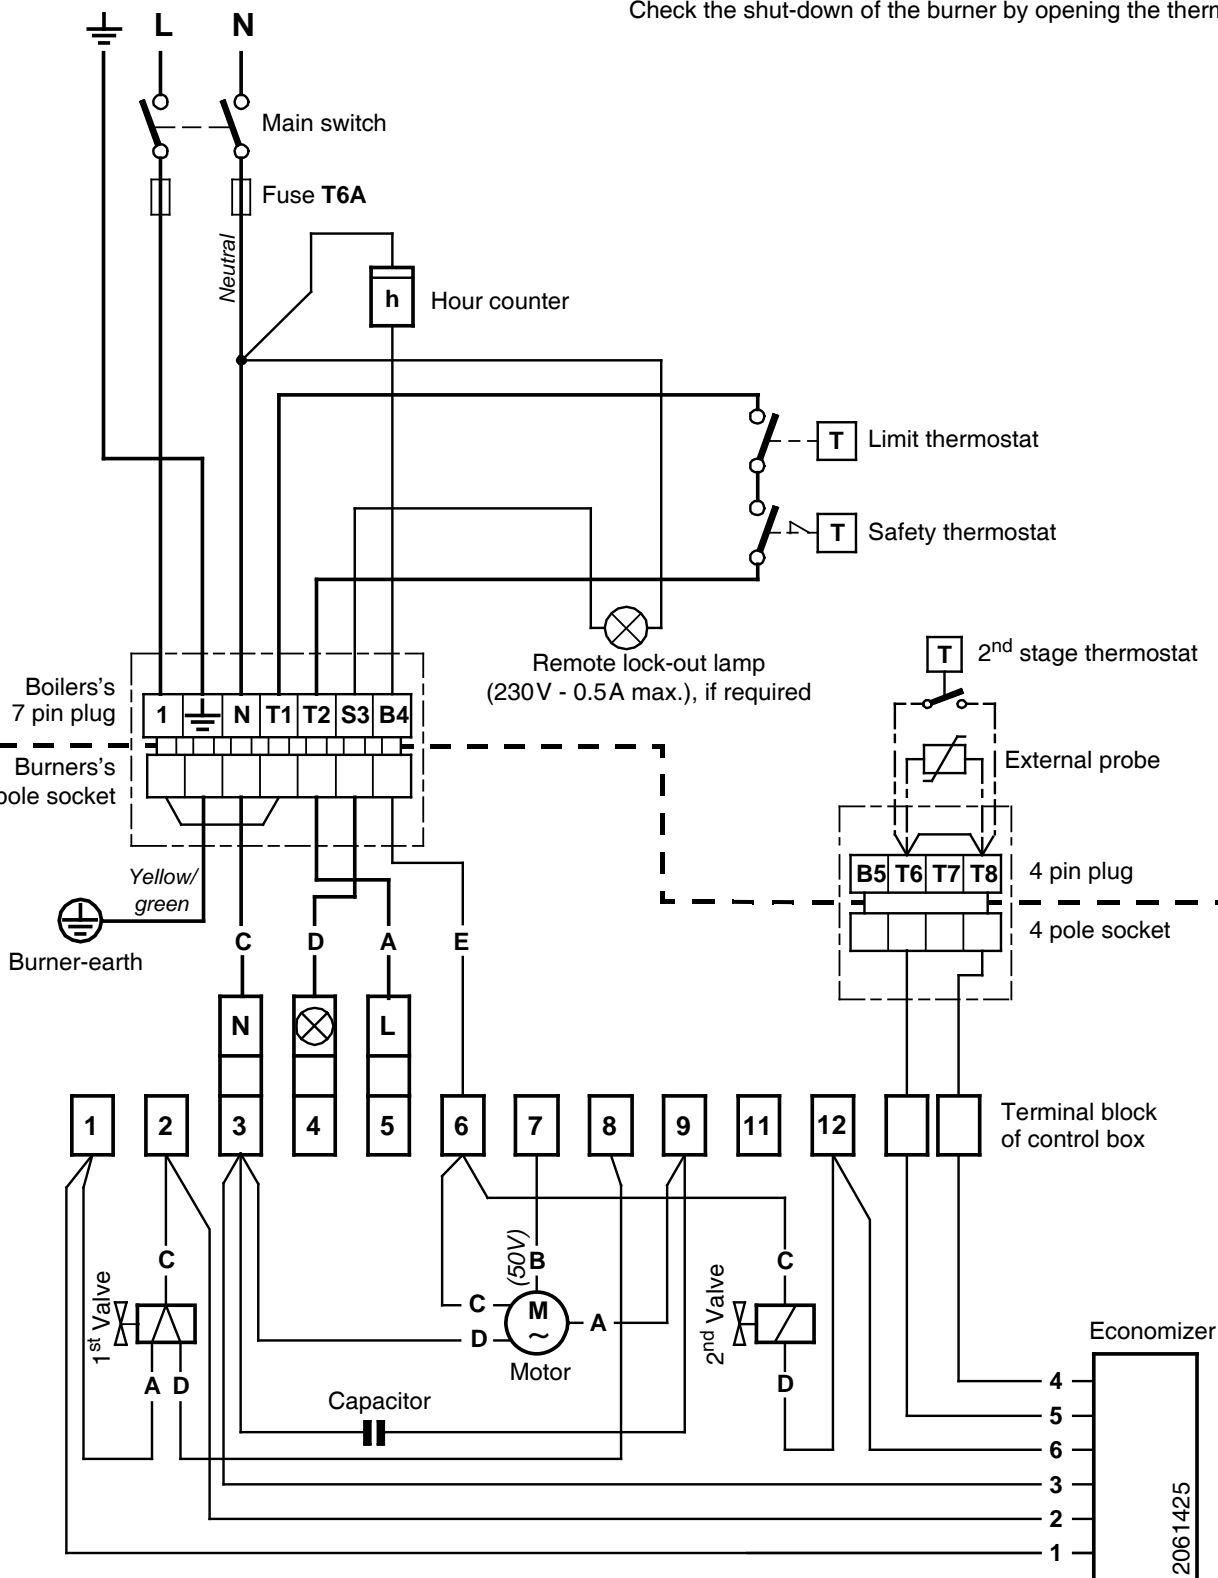 Check the shut-down of the burner by opening the
L N
Main switch
Fuse T6A
Neutral
h Hour counter
T Limit thermostat
T Safety thermostat
Remote lock-out lamp
(230V - 0.5A max.), if required
T 2nd stage thermostat
External probe
Boilers's
7 pin plug
1 N T1 T2 S3 B4
Burners's
pole socket
B5 T6 T7 T8
4 pin plug
4 pole socket
Yellow/
green
Burner-earth
C D A E
N L
1 2 3 4 5 6 7 8 9 11 12
Terminal block
of control box
C
1st Valve
A D
(50V)
B
C
D
M
~
A
Motor
Capacitor
C
2nd Valve
D
Economizer
4
5
6
3
2
1
2061425